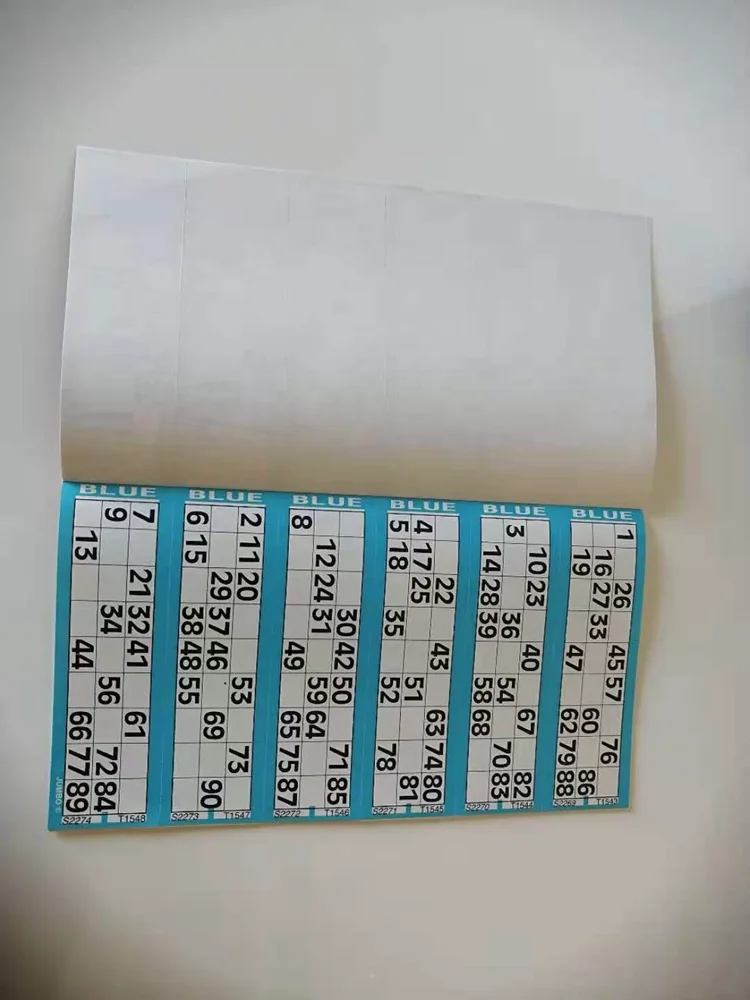 BLUE
1 26 45 57 76
16 27 33 60 86
19 47 62 79 88
S2269 T1543
BLUE
10 23 40 67 82
3 36 54 70 83
14 28 39 58 68
S2270 T1544
BLUE
22 43 63 74 80
4 17 25 51 81
5 18 35 52 78
S2271 T1545
BLUE
30 42 50 71 85
12 24 31 59 64
8 49 65 75 87
S2272 T1546
BLUE
2 11 20 53 73
29 37 46 69 90
6 15 38 48 55
S2273 T1547
BLUE
7 21 32 41 61
9 34 56 72 84
13 44 66 77 89
S2274 T1548
JUMBO ©